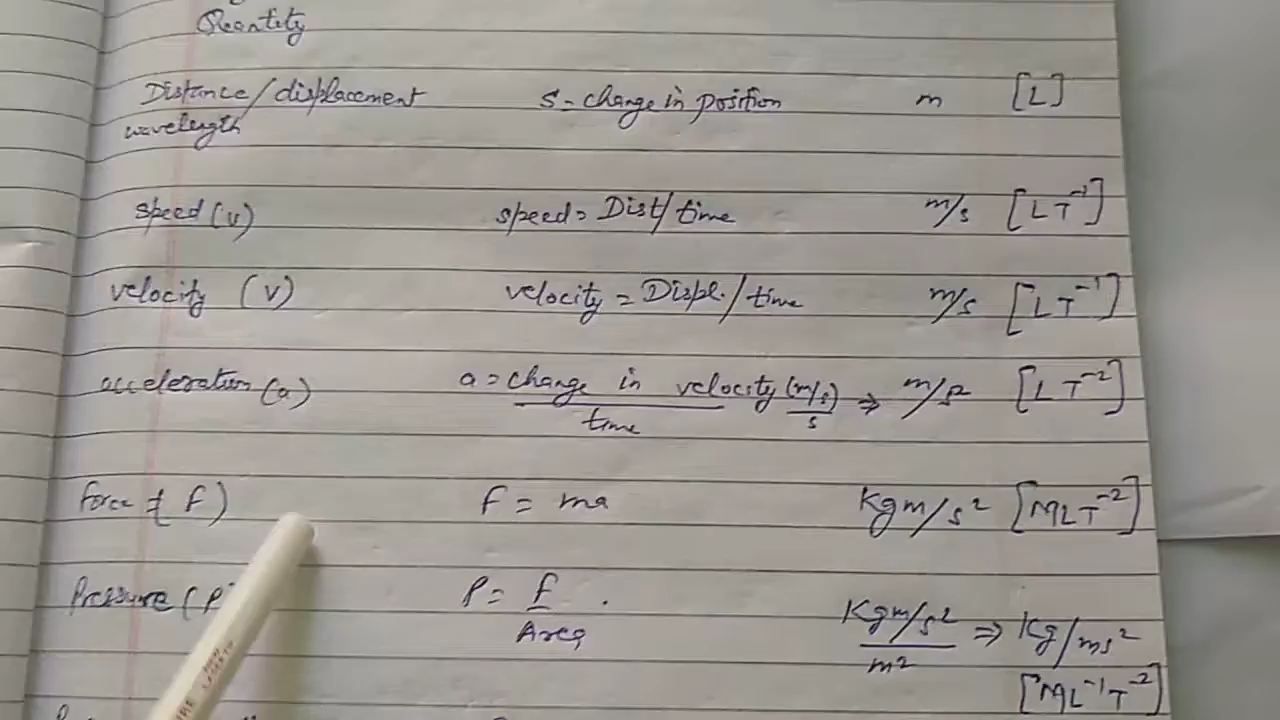 Quantity
Distance/displacement s - change in position m [L]
wavelength
speed (v) speed = Dist/time m/s [LT⁻¹]
velocity (v) velocity = Displ./time m/s [LT⁻¹]
acceleration (a) a = change in velocity (m/s) ⇒ m/s² [LT⁻²]
time s
Force (F) F = ma Kgm/s² [MLT⁻²]
Pressure (P P = F Kgm/s² ⇒ Kg/ms²
Area m²
[ML⁻¹T⁻²]